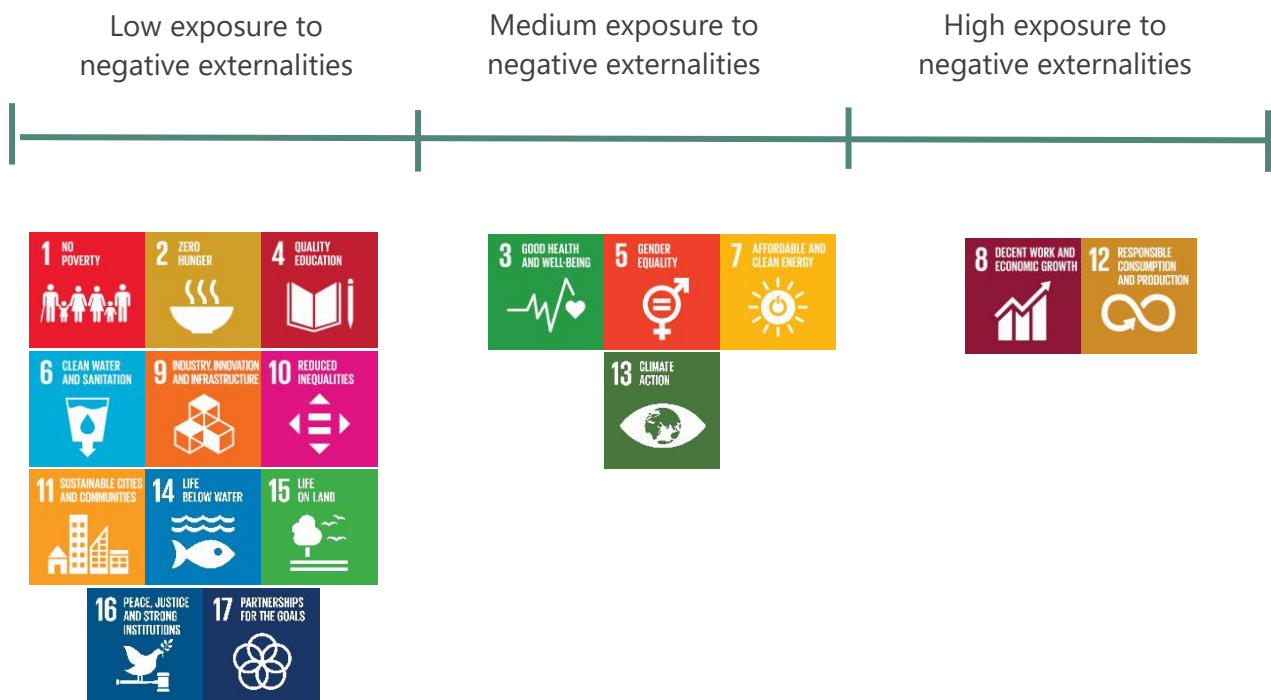 Low exposure to
negative externalities
Medium exposure to
negative externalities
High exposure to
negative externalities
1 NO
POVERTY
2 ZERO
HUNGER
4 QUALITY
EDUCATION
3 GOOD HEALTH
AND WELL-BEING
5 GENDER
EQUALITY
7 AFFORDABLE AND
CLEAN ENERGY
8 DECENT WORK AND
ECONOMIC GROWTH
12 RESPONSIBLE
CONSUMPTION
AND PRODUCTION
6 CLEAN WATER
AND SANITATION
9 INDUSTRY, INNOVATION
AND INFRASTRUCTURE
10 REDUCED
INEQUALITIES
13 CLIMATE
ACTION
11 SUSTAINABLE CITIES
AND COMMUNITIES
14 LIFE
BELOW WATER
15 LIFE
ON LAND
16 PEACE, JUSTICE
AND STRONG
INSTITUTIONS
17 PARTNERSHIPS
FOR THE GOALS